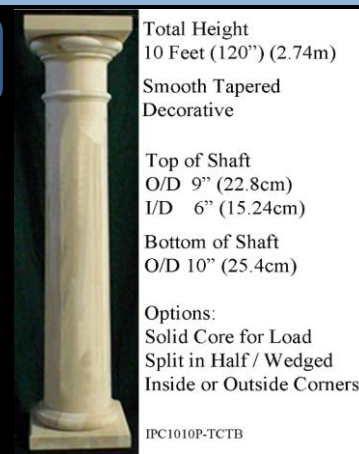 Total Height
10 Feet (120”) (2.74m)
Smooth Tapered
Decorative
Top of Shaft
O/D 9” (22.8cm)
I/D 6” (15.24cm)
Bottom of Shaft
O/D 10” (25.4cm)
Options:
Solid Core for Load
Split in Half / Wedged
Inside or Outside Corners
IPC1010P-TCTB